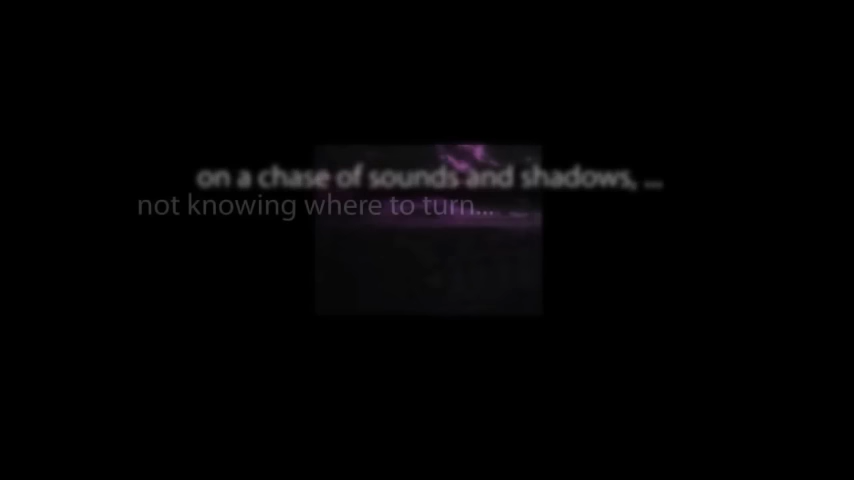 on a chase of sounds and shadows, ...
not knowing where to turn...